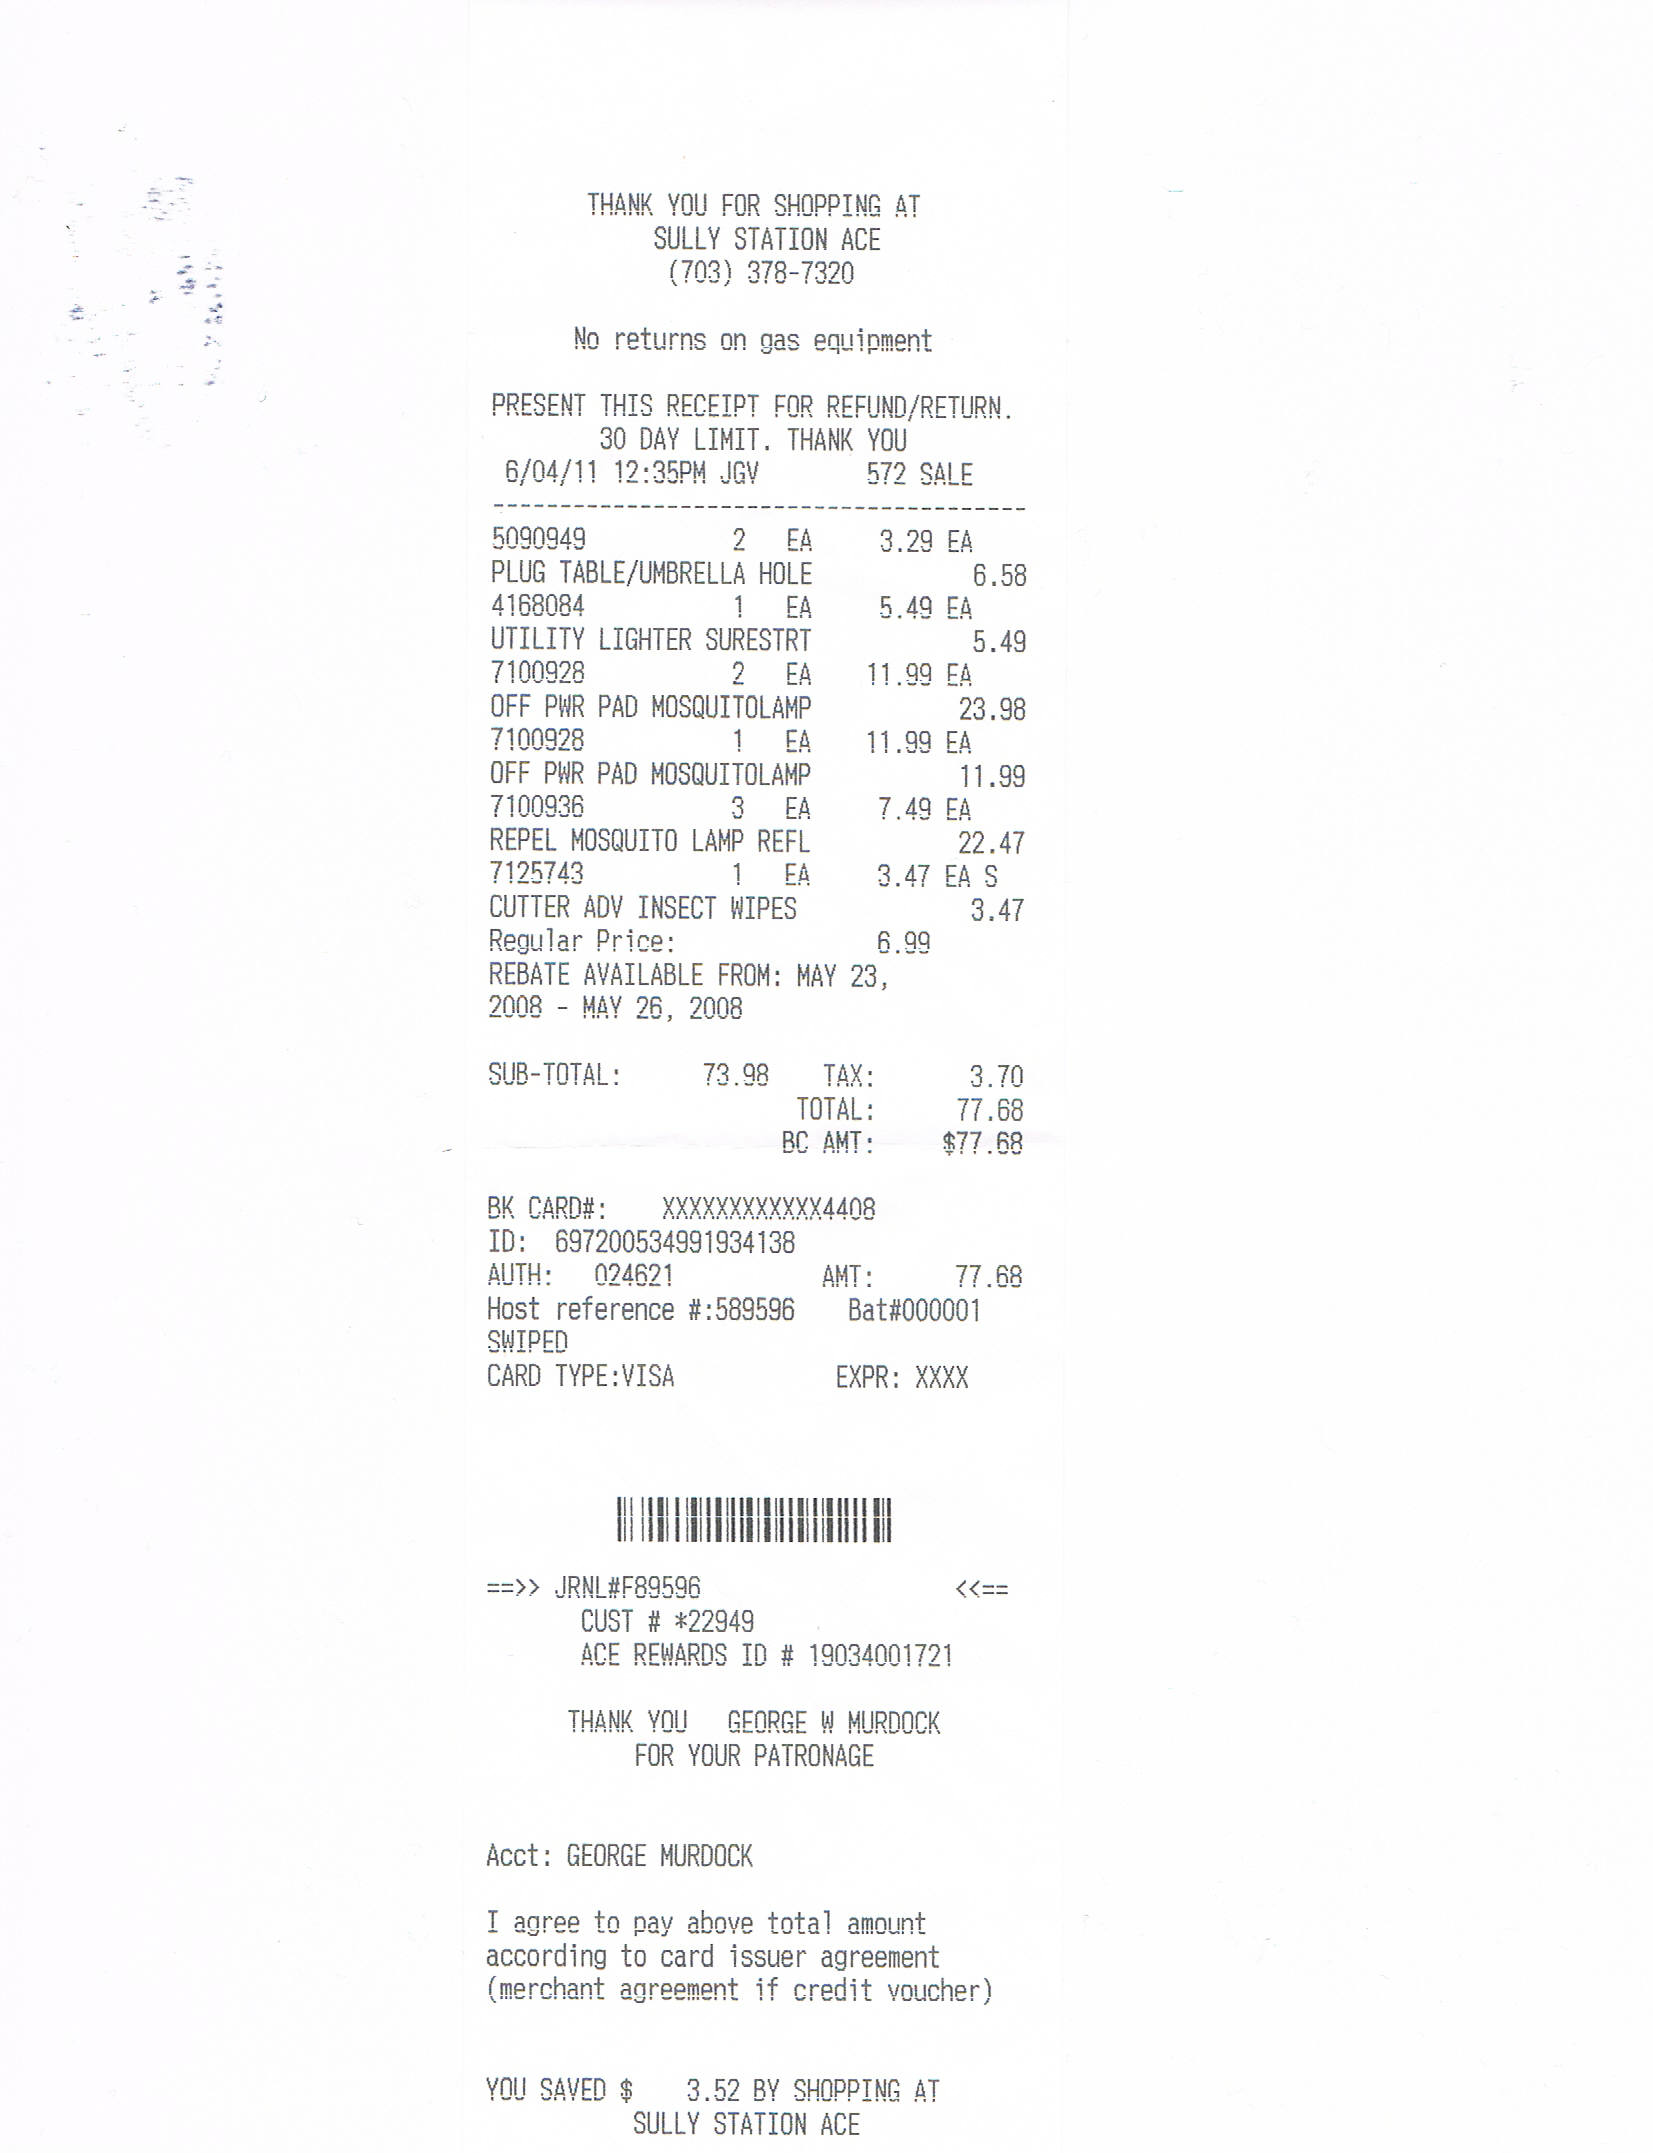 THANK YOU FOR SHOPPING AT
SULLY STATION ACE
(703) 378-7320
No returns on gas equipment
PRESENT THIS RECEIPT FOR REFUND/RETURN.
30 DAY LIMIT. THANK YOU
6/04/11 12:35PM JGV 572 SALE
---------------------------------------
5090949 2 EA 3.29 EA
PLUG TABLE/UMBRELLA HOLE 6.58
4168084 1 EA 5.49 EA
UTILITY LIGHTER SURESTRT 5.49
7100928 2 EA 11.99 EA
OFF PWR PAD MOSQUITOLAMP 23.98
7100928 1 EA 11.99 EA
OFF PWR PAD MOSQUITOLAMP 11.99
7100936 3 EA 7.49 EA
REPEL MOSQUITO LAMP REFL 22.47
7125743 1 EA 3.47 EA S
CUTTER ADV INSECT WIPES 3.47
Regular Price: 6.99
REBATE AVAILABLE FROM: MAY 23,
2008 - MAY 26, 2008
SUB-TOTAL: 73.98 TAX: 3.70
TOTAL: 77.68
BC AMT: $77.68
BK CARD#: XXXXXXXXXXXX4408
ID: 697200534991934138
AUTH: 024621 AMT: 77.68
Host reference #:589596 Bat#000001
SWIPED
CARD TYPE:VISA EXPR: XXXX
==>> JRNL#F89596 <<==
CUST # *22949
ACE REWARDS ID # 19034001721
THANK YOU GEORGE W MURDOCK
FOR YOUR PATRONAGE
Acct: GEORGE MURDOCK
I agree to pay above total amount
according to card issuer agreement
(merchant agreement if credit voucher)
YOU SAVED $ 3.52 BY SHOPPING AT
SULLY STATION ACE